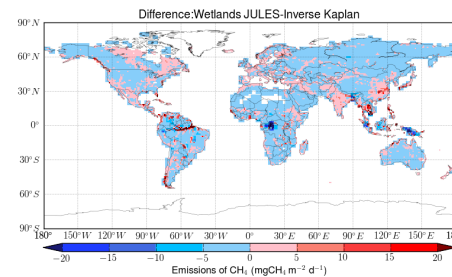 Difference:Wetlands JULES-Inverse Kaplan
90° N
60° N
30° N
0°
30° S
60° S
90° S
180° 150° W 120° W 90° W 60° W 30° W 0° 30° E 60° E 90° E 120° E 150° E 18
−20 −15 −10 −5 0 5 10 15 20
Emissions of CH₄ (mgCH₄ m⁻² d⁻¹)